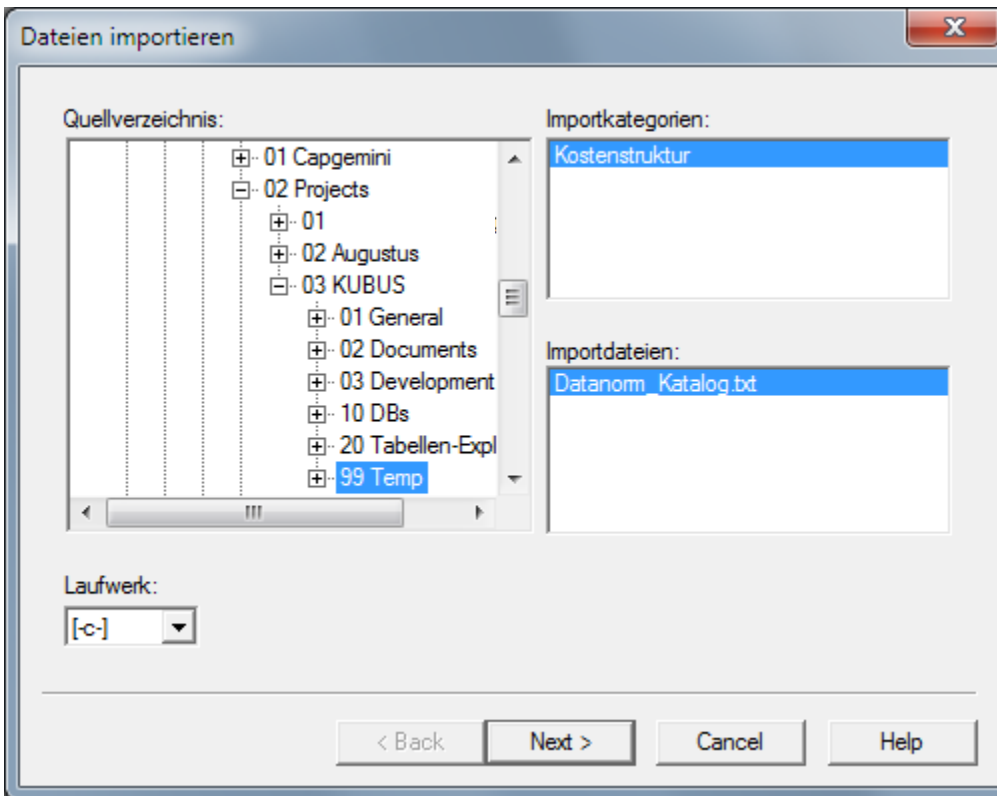 Dateien importieren
Quellverzeichnis:
01 Capgemini
02 Projects
01
02 Augustus
03 KUBUS
01 General
02 Documents
03 Development
10 DBs
20 Tabellen-Expl
99 Temp
Importkategorien:
Kostenstruktur
Importdateien:
Datanorm_Katalog.txt
Laufwerk:
[-c-]
< Back
Next >
Cancel
Help